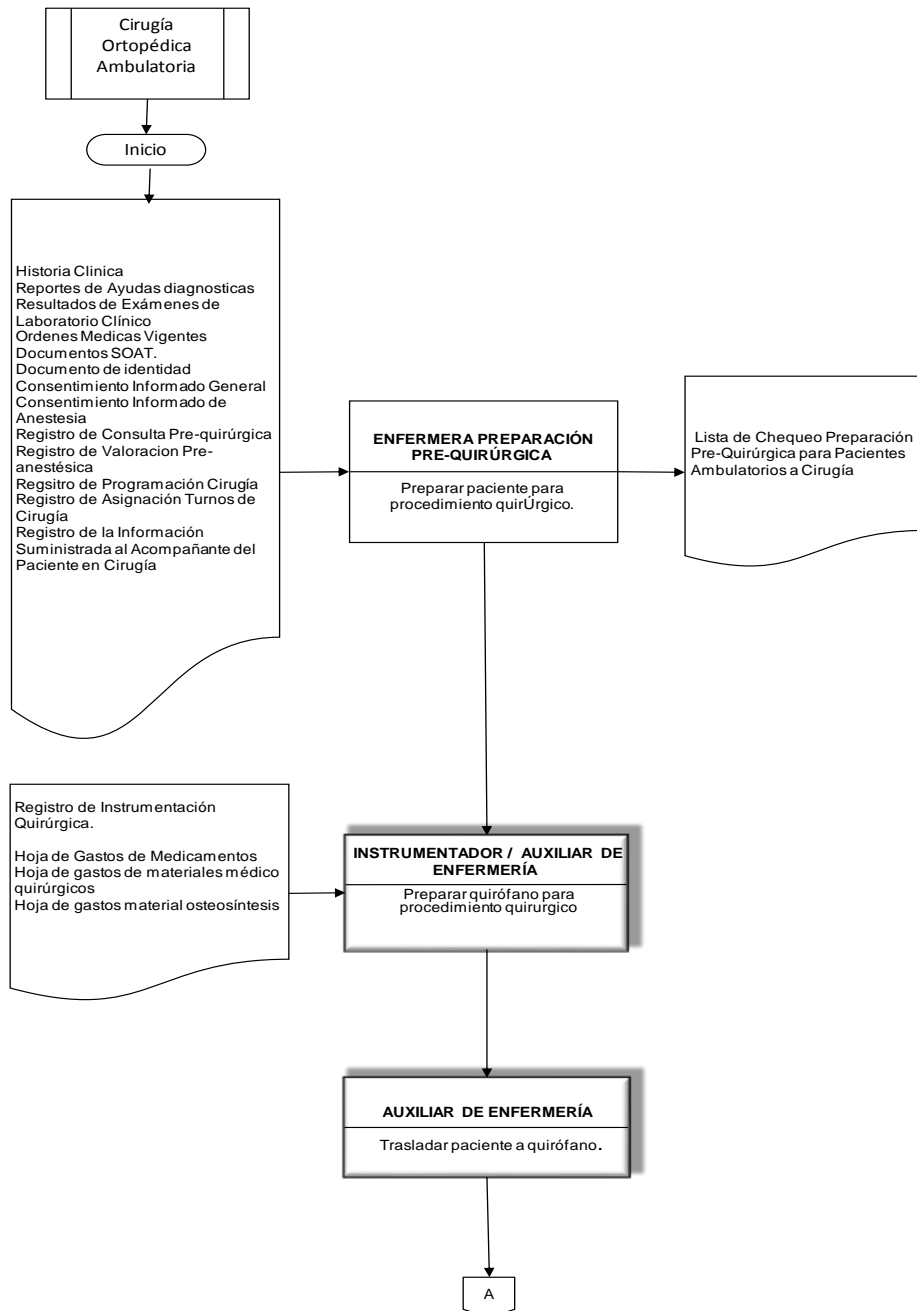 Cirugía
Ortopédica
Ambulatoria
Inicio
Historia Clinica
Reportes de Ayudas diagnosticas
Resultados de Exámenes de
Laboratorio Clínico
Ordenes Medicas Vigentes
Documentos SOAT.
Documento de identidad
Consentimiento Informado General
Consentimiento Informado de
Anestesia
Registro de Consulta Pre-quirúrgica
Registro de Valoracion Pre-
anestésica
Regsitro de Programación Cirugía
Registro de Asignación Turnos de
Cirugía
Registro de la Información
Suministrada al Acompañante del
Paciente en Cirugía
ENFERMERA PREPARACIÓN
PRE-QUIRÚRGICA
Preparar paciente para
procedimiento quirÚrgico.
Lista de Chequeo Preparación
Pre-Quirúrgica para Pacientes
Ambulatorios a Cirugía
Registro de Instrumentación
Quirúrgica.
Hoja de Gastos de Medicamentos
Hoja de gastos de materiales médico
quirúrgicos
Hoja de gastos material osteosíntesis
INSTRUMENTADOR / AUXILIAR DE
ENFERMERÍA
Preparar quirófano para
procedimiento quirurgico
AUXILIAR DE ENFERMERÍA
Trasladar paciente a quirófano.
A